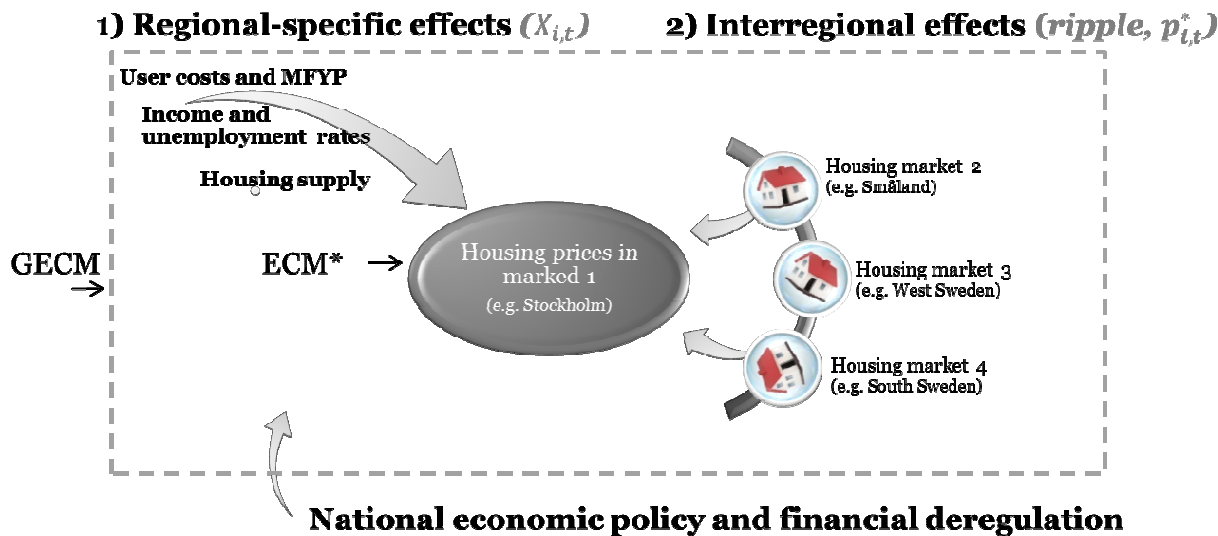 1) Regional-specific effects (X_{i,t})
2) Interregional effects (ripple, p^*_{i,t})
User costs and MFYP
Income and
unemployment rates
Housing supply
GECM
ECM*
Housing prices in
marked 1
(e.g. Stockholm)
Housing market 2
(e.g. Småland)
Housing market 3
(e.g. West Sweden)
Housing market 4
(e.g. South Sweden)
National economic policy and financial deregulation